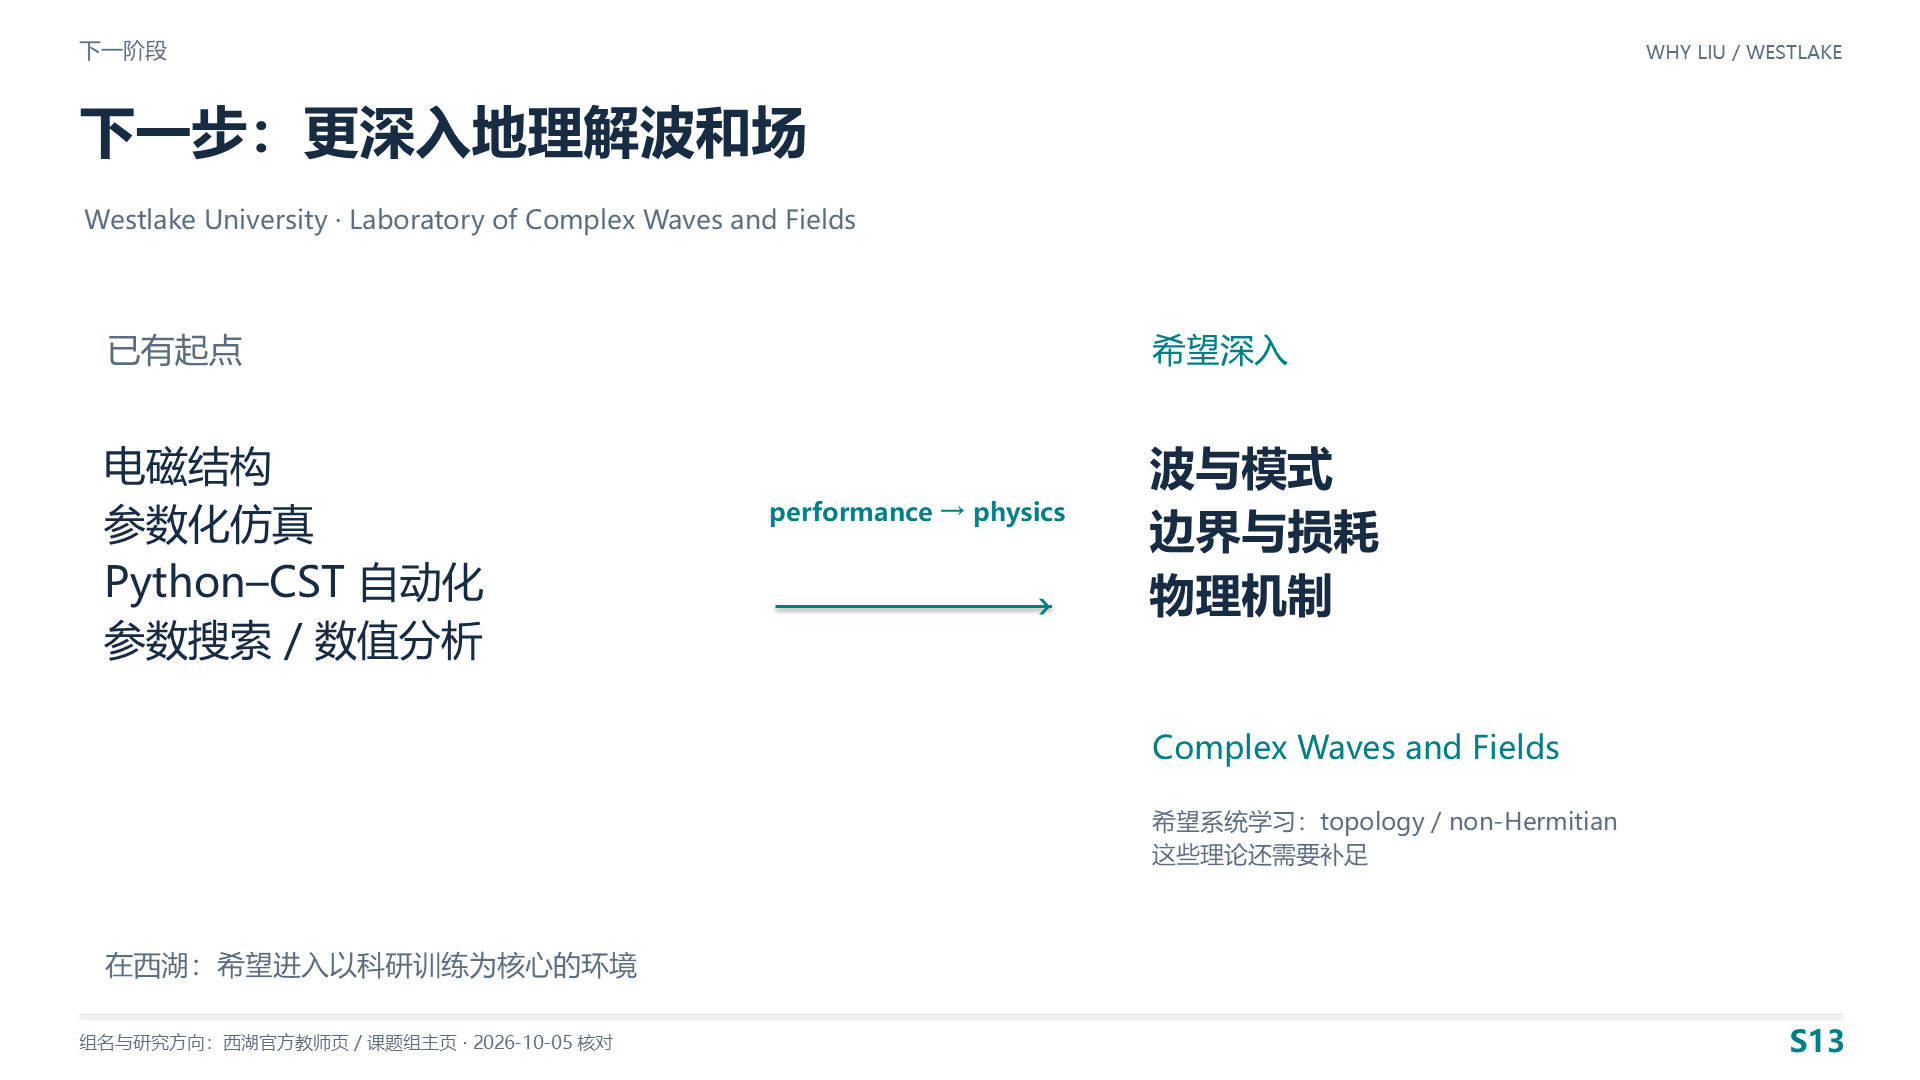 下一阶段
WHY LIU / WESTLAKE
下一步：更深入地理解波和场
Westlake University · Laboratory of Complex Waves and Fields
已有起点
电磁结构
参数化仿真
Python–CST 自动化
参数搜索 / 数值分析
performance → physics
希望深入
波与模式
边界与损耗
物理机制
Complex Waves and Fields
希望系统学习：topology / non-Hermitian
这些理论还需要补足
在西湖：希望进入以科研训练为核心的环境
组名与研究方向：西湖官方教师页 / 课题组主页 · 2026-10-05 核对
S13